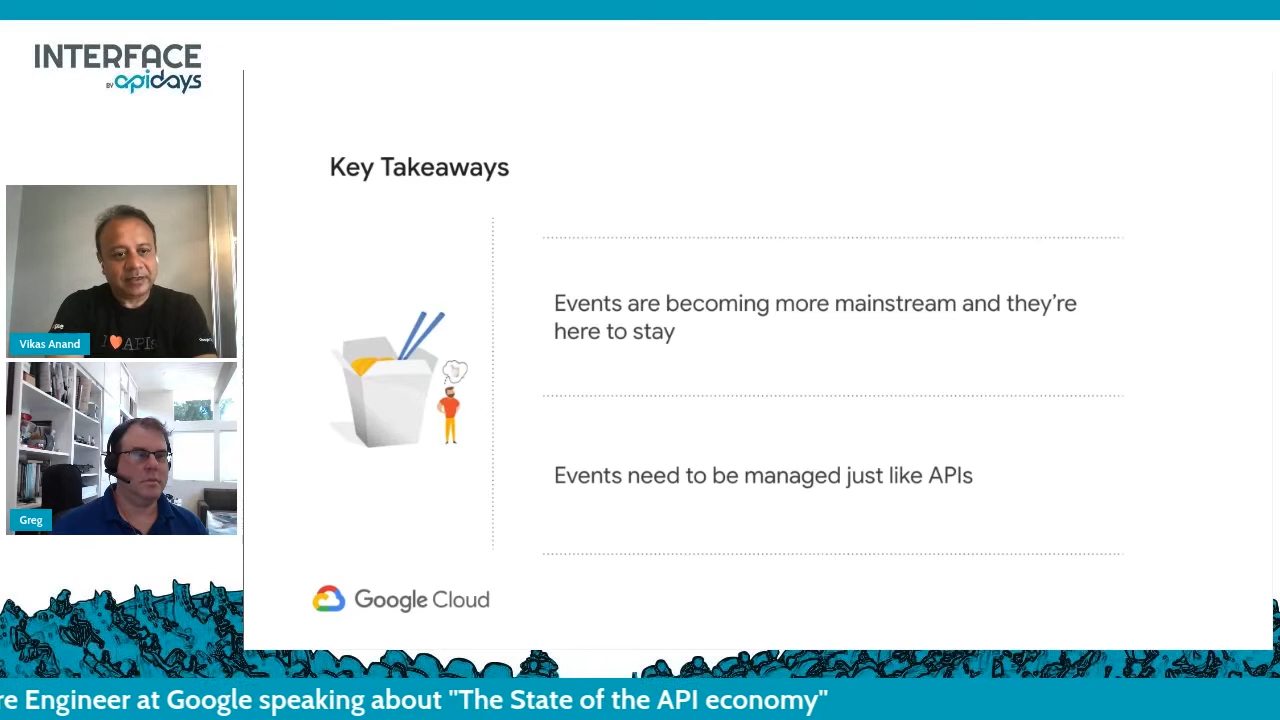 INTERFACE
BY apidays
Key Takeaways
Vikas Anand
I ❤ APIs
Events are becoming more mainstream and they're
here to stay
Events need to be managed just like APIs
Greg
Google Cloud
re Engineer at Google speaking about "The State of the API economy"